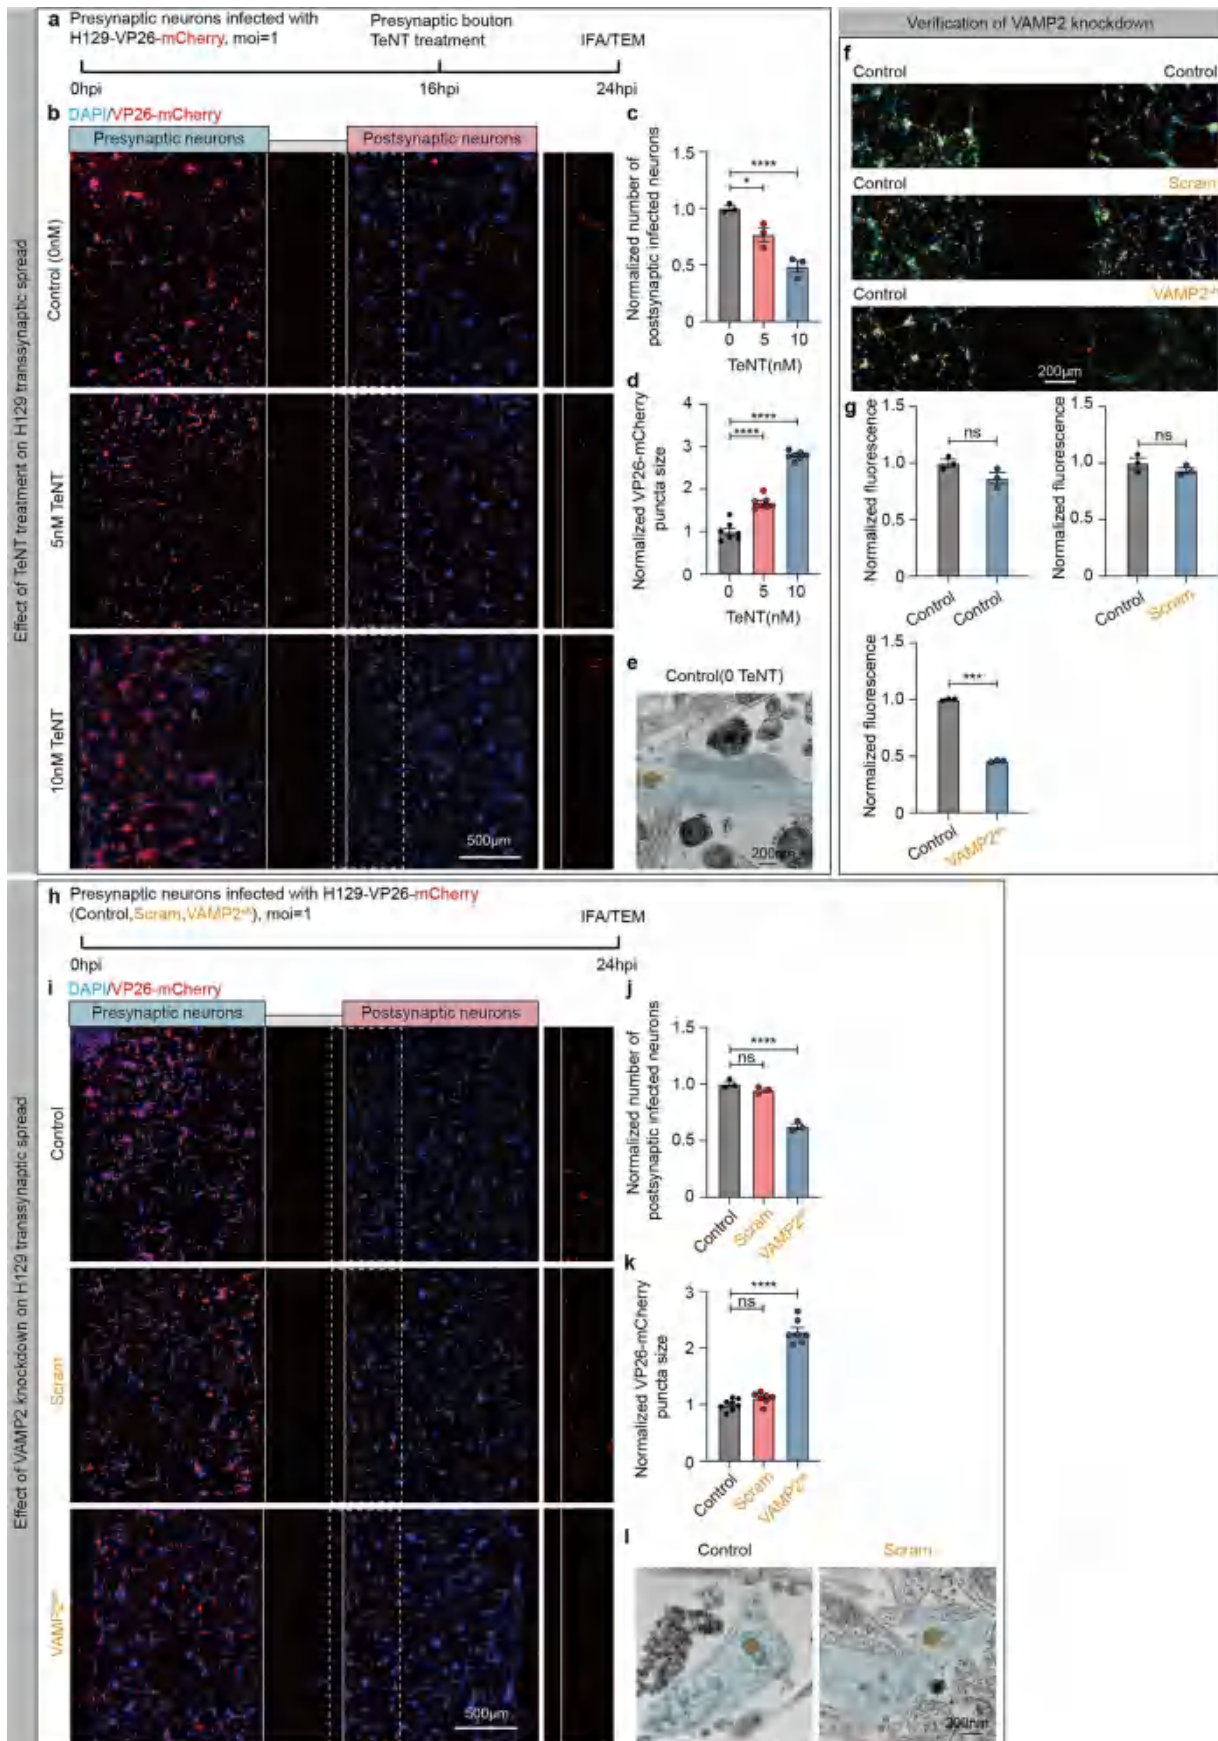 Effect of TeNT treatment on H129 transsynaptic spread
a Presynaptic neurons infected with
H129-VP26-mCherry, moi=1
Presynaptic bouton
TeNT treatment
IFA/TEM
0hpi
16hpi
24hpi
b DAPI/VP26-mCherry
Presynaptic neurons
Postsynaptic neurons
Control (0nM)
5nM TeNT
10nM TeNT
500μm
c
Normalized number of
postsynaptic infected neurons
1.5
1.0
0.5
0
****
*
0 5 10
TeNT(nM)
d
Normalized VP26-mCherry
puncta size
4
3
2
1
0
****
****
0 5 10
TeNT(nM)
e Control(0 TeNT)
200nm
Verification of VAMP2 knockdown
f
Control Control
Control Scram
Control VAMP2
200μm
g
Normalized fluorescence
1.5
1.0
0.5
0
ns
Control Control
Normalized fluorescence
1.5
1.0
0.5
0
ns
Control Scram
Normalized fluorescence
1.5
1.0
0.5
0
***
Control VAMP2
Effect of VAMP2 knockdown on H129 transsynaptic spread
h Presynaptic neurons infected with H129-VP26-mCherry
(Control,Scram,VAMP2), moi=1
IFA/TEM
0hpi
24hpi
i DAPI/VP26-mCherry
Presynaptic neurons
Postsynaptic neurons
Control
Scram
VAMP2
500μm
j
Normalized number of
postsynaptic infected neurons
1.5
1.0
0.5
0
****
ns
Control Scram VAMP2
k
Normalized VP26-mCherry
puncta size
3
2
1
0
****
ns
Control Scram VAMP2
l
Control
Scram
200nm